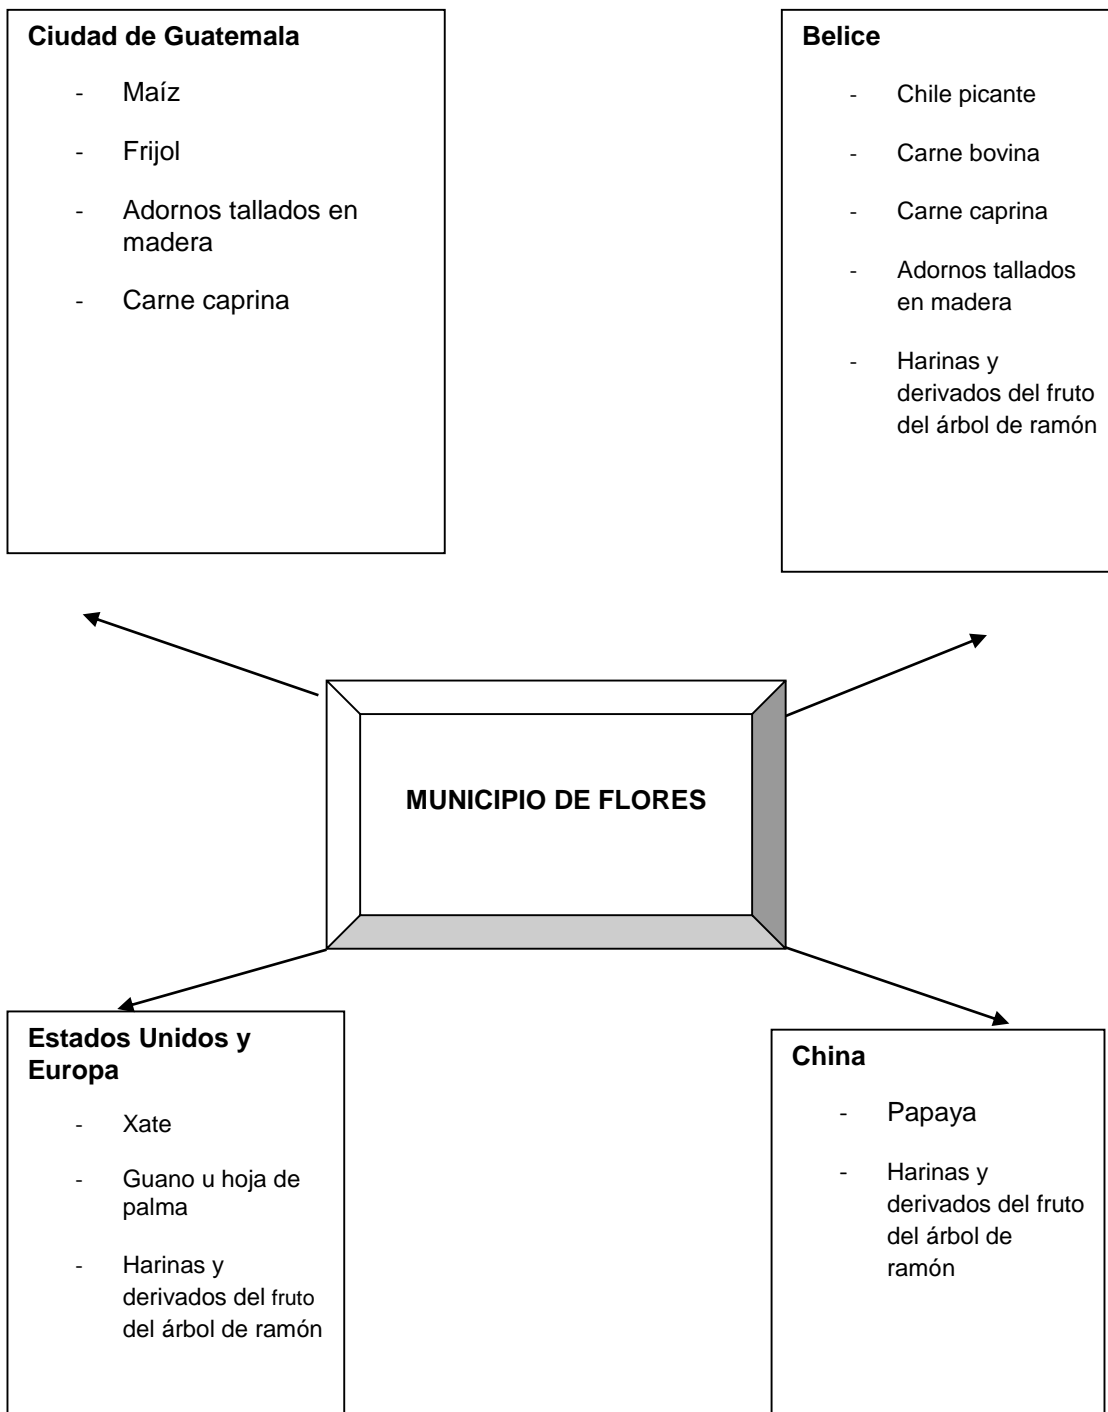 Ciudad de Guatemala
- Maíz
- Frijol
- Adornos tallados en
madera
- Carne caprina
Belice
- Chile picante
- Carne bovina
- Carne caprina
- Adornos tallados
en madera
- Harinas y
derivados del fruto
del árbol de ramón
MUNICIPIO DE FLORES
Estados Unidos y
Europa
- Xate
- Guano u hoja de
palma
- Harinas y
derivados del fruto
del árbol de ramón
China
- Papaya
- Harinas y
derivados del fruto
del árbol de
ramón